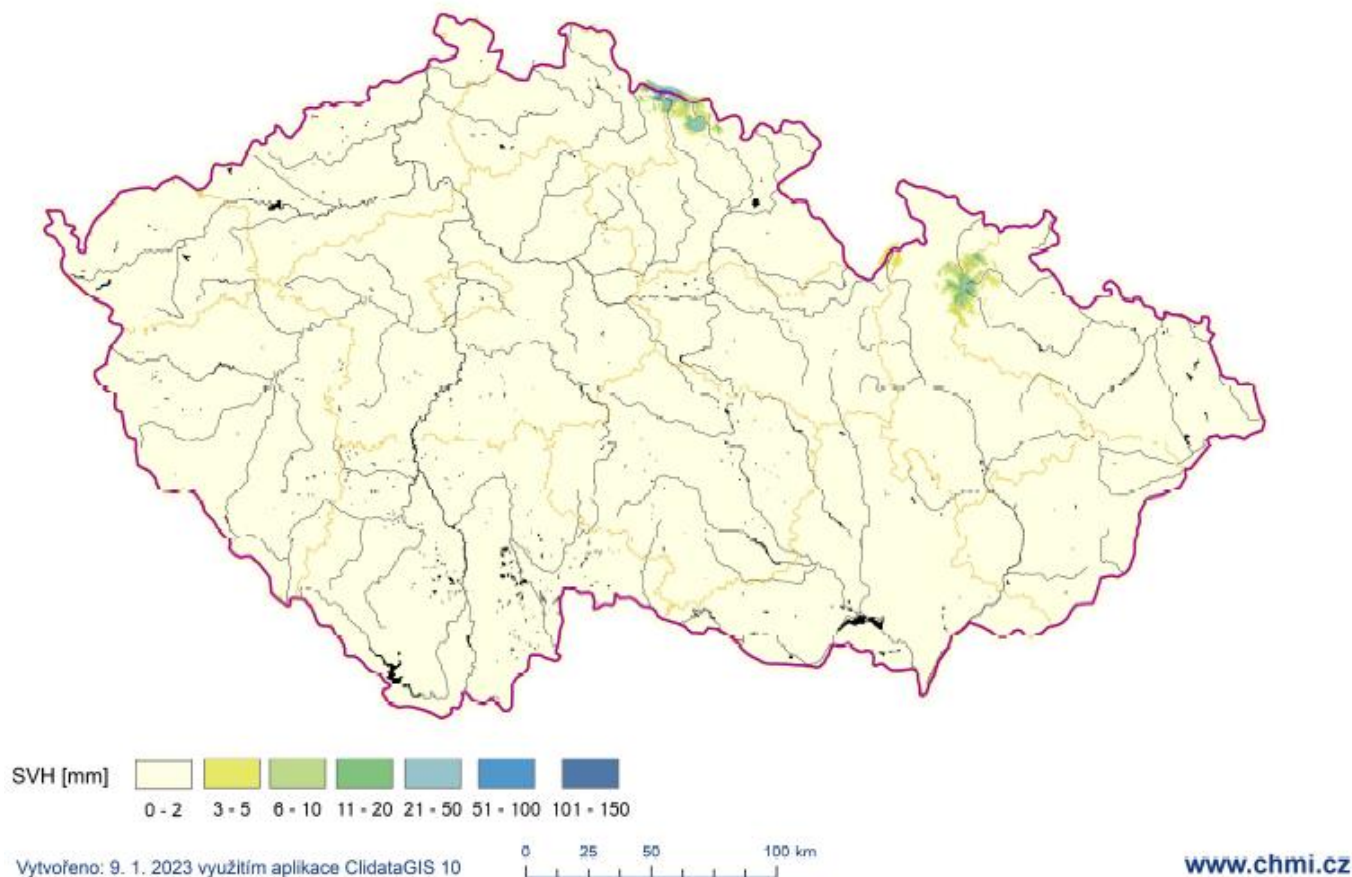 SVH [mm]
0 - 2 3 - 5 6 - 10 11 - 20 21 - 50 51 - 100 101 - 150
0 25 50 100 km
Vytvořeno: 9. 1. 2023 využitím aplikace ClidataGIS 10
www.chmi.cz